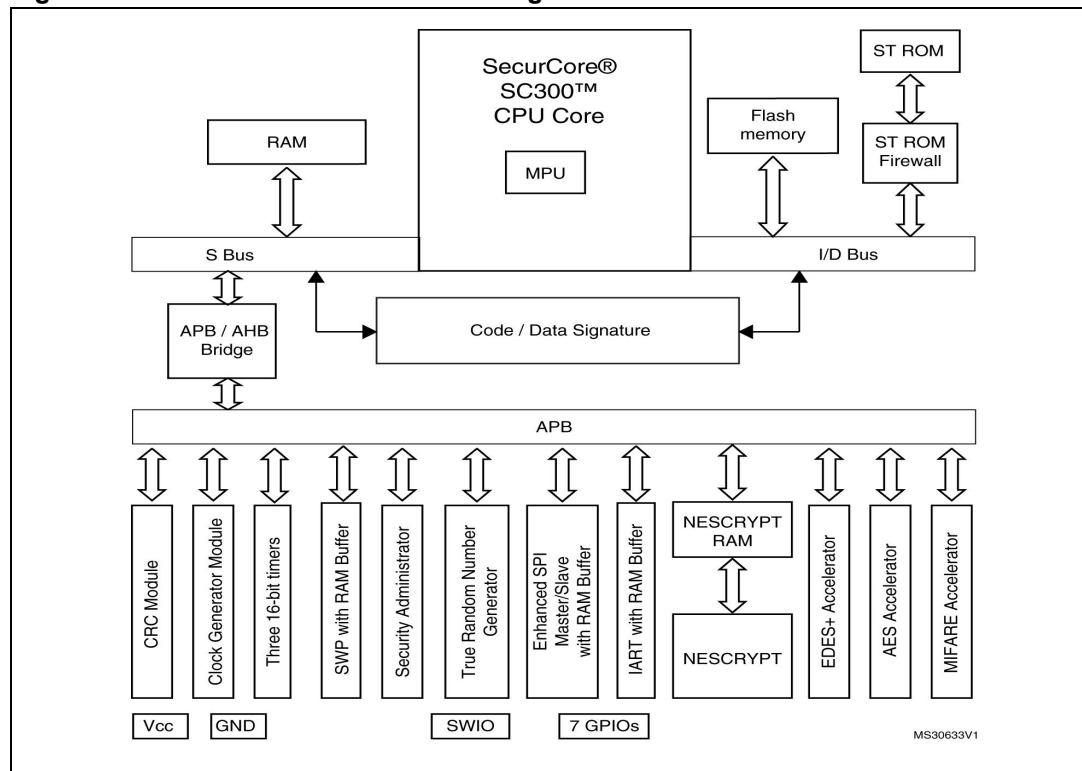 SecurCore®
SC300™
CPU Core
MPU
RAM
Flash
memory
ST ROM
ST ROM
Firewall
S Bus
I/D Bus
APB / AHB
Bridge
Code / Data Signature
APB
CRC Module
Clock Generator Module
Three 16-bit timers
SWP with RAM Buffer
Security Administrator
True Random Number
Generator
Enhanced SPI
Master/Slave
with RAM Buffer
IART with RAM Buffer
NESCRYPT
RAM
NESCRYPT
EDES+ Accelerator
AES Accelerator
MIFARE Accelerator
Vcc
GND
SWIO
7 GPIOs
MS30633V1